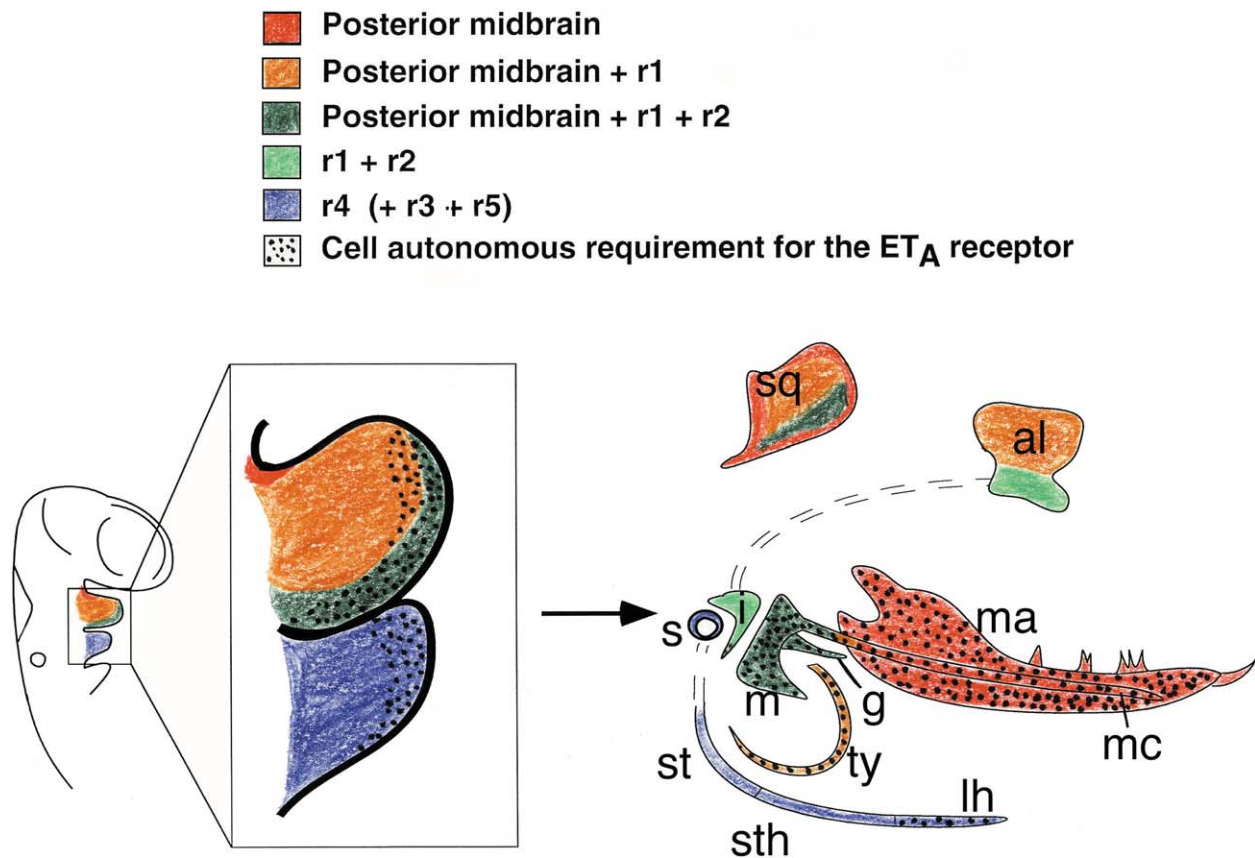 Posterior midbrain
Posterior midbrain + r1
Posterior midbrain + r1 + r2
r1 + r2
r4 (+ r3 + r5)
Cell autonomous requirement for the ETA receptor
sq
al
s
i
ma
m
g
mc
st
ty
lh
sth